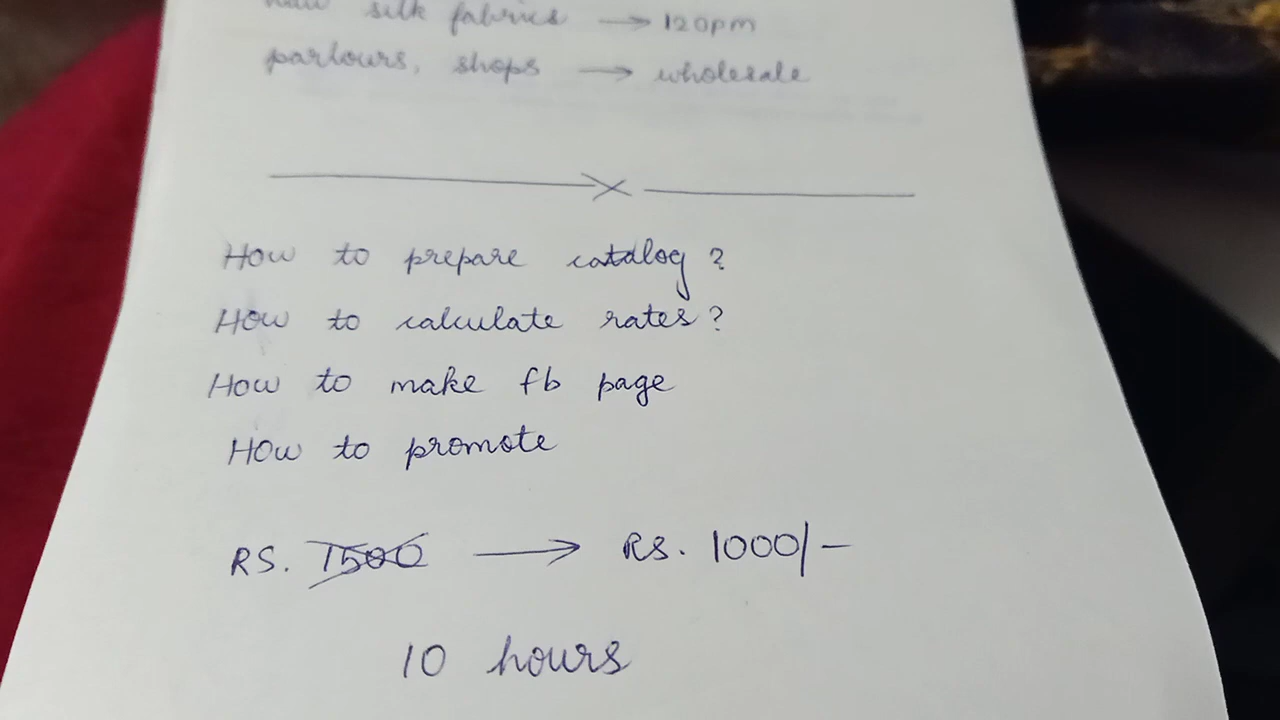 silk fabrics → 120pm
parlours, shops → wholesale
How to prepare catalog ?
How to calculate rates ?
How to make fb page
How to promote
RS. 1500 → RS. 1000/-
10 hours